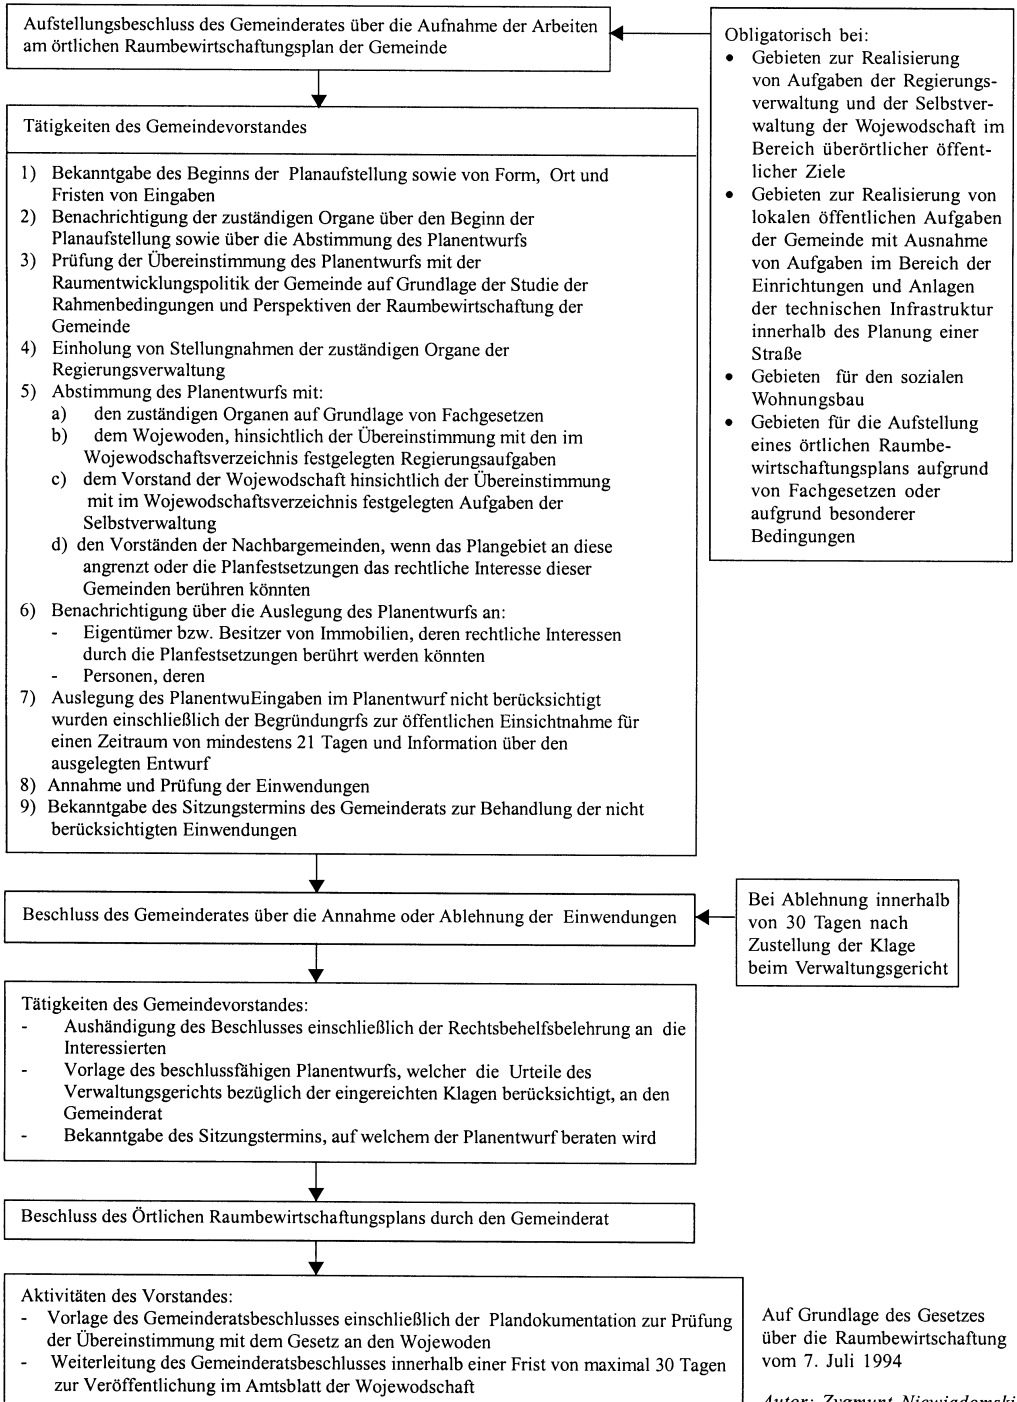 Aufstellungsbeschluss des Gemeinderates über die Aufnahme der Arbeiten
am örtlichen Raumbewirtschaftungsplan der Gemeinde
Obligatorisch bei:
• Gebieten zur Realisierung
von Aufgaben der Regierungs-
verwaltung und der Selbstver-
waltung der Wojewodschaft im
Bereich überörtlicher öffent-
licher Ziele
• Gebieten zur Realisierung von
lokalen öffentlichen Aufgaben
der Gemeinde mit Ausnahme
von Aufgaben im Bereich der
Einrichtungen und Anlagen
der technischen Infrastruktur
innerhalb des Planung einer
Straße
• Gebieten für den sozialen
Wohnungsbau
• Gebieten für die Aufstellung
eines örtlichen Raumbe-
wirtschaftungsplans aufgrund
von Fachgesetzen oder
aufgrund besonderer
Bedingungen
Tätigkeiten des Gemeindevorstandes
1) Bekanntgabe des Beginns der Planaufstellung sowie von Form, Ort und
Fristen von Eingaben
2) Benachrichtigung der zuständigen Organe über den Beginn der
Planaufstellung sowie über die Abstimmung des Planentwurfs
3) Prüfung der Übereinstimmung des Planentwurfs mit der
Raumentwicklungspolitik der Gemeinde auf Grundlage der Studie der
Rahmenbedingungen und Perspektiven der Raumbewirtschaftung der
Gemeinde
4) Einholung von Stellungnahmen der zuständigen Organe der
Regierungsverwaltung
5) Abstimmung des Planentwurfs mit:
a) den zuständigen Organen auf Grundlage von Fachgesetzen
b) dem Wojewoden, hinsichtlich der Übereinstimmung mit den im
Wojewodschaftsverzeichnis festgelegten Regierungsaufgaben
c) dem Vorstand der Wojewodschaft hinsichtlich der Übereinstimmung
mit im Wojewodschaftsverzeichnis festgelegten Aufgaben der
Selbstverwaltung
d) den Vorständen der Nachbargemeinden, wenn das Plangebiet an diese
angrenzt oder die Planfestsetzungen das rechtliche Interesse dieser
Gemeinden berühren könnten
6) Benachrichtigung über die Auslegung des Planentwurfs an:
- Eigentümer bzw. Besitzer von Immobilien, deren rechtliche Interessen
durch die Planfestsetzungen berührt werden könnten
- Personen, deren
7) Auslegung des PlanentwuEingaben im Planentwurf nicht berücksichtigt
wurden einschließlich der Begründungrfs zur öffentlichen Einsichtnahme für
einen Zeitraum von mindestens 21 Tagen und Information über den
ausgelegten Entwurf
8) Annahme und Prüfung der Einwendungen
9) Bekanntgabe des Sitzungstermins des Gemeinderats zur Behandlung der nicht
berücksichtigten Einwendungen
Beschluss des Gemeinderates über die Annahme oder Ablehnung der Einwendungen
Bei Ablehnung innerhalb
von 30 Tagen nach
Zustellung der Klage
beim Verwaltungsgericht
Tätigkeiten des Gemeindevorstandes:
- Aushändigung des Beschlusses einschließlich der Rechtsbehelfsbelehrung an die
Interessierten
- Vorlage des beschlussfähigen Planentwurfs, welcher die Urteile des
Verwaltungsgerichts bezüglich der eingereichten Klagen berücksichtigt, an den
Gemeinderat
- Bekanntgabe des Sitzungstermins, auf welchem der Planentwurf beraten wird
Beschluss des Örtlichen Raumbewirtschaftungsplans durch den Gemeinderat
Aktivitäten des Vorstandes:
- Vorlage des Gemeinderatsbeschlusses einschließlich der Plandokumentation zur Prüfung
der Übereinstimmung mit dem Gesetz an den Wojewoden
- Weiterleitung des Gemeinderatsbeschlusses innerhalb einer Frist von maximal 30 Tagen
zur Veröffentlichung im Amtsblatt der Wojewodschaft
Auf Grundlage des Gesetzes
über die Raumbewirtschaftung
vom 7. Juli 1994
Autor: Zygmunt Niewiadomski